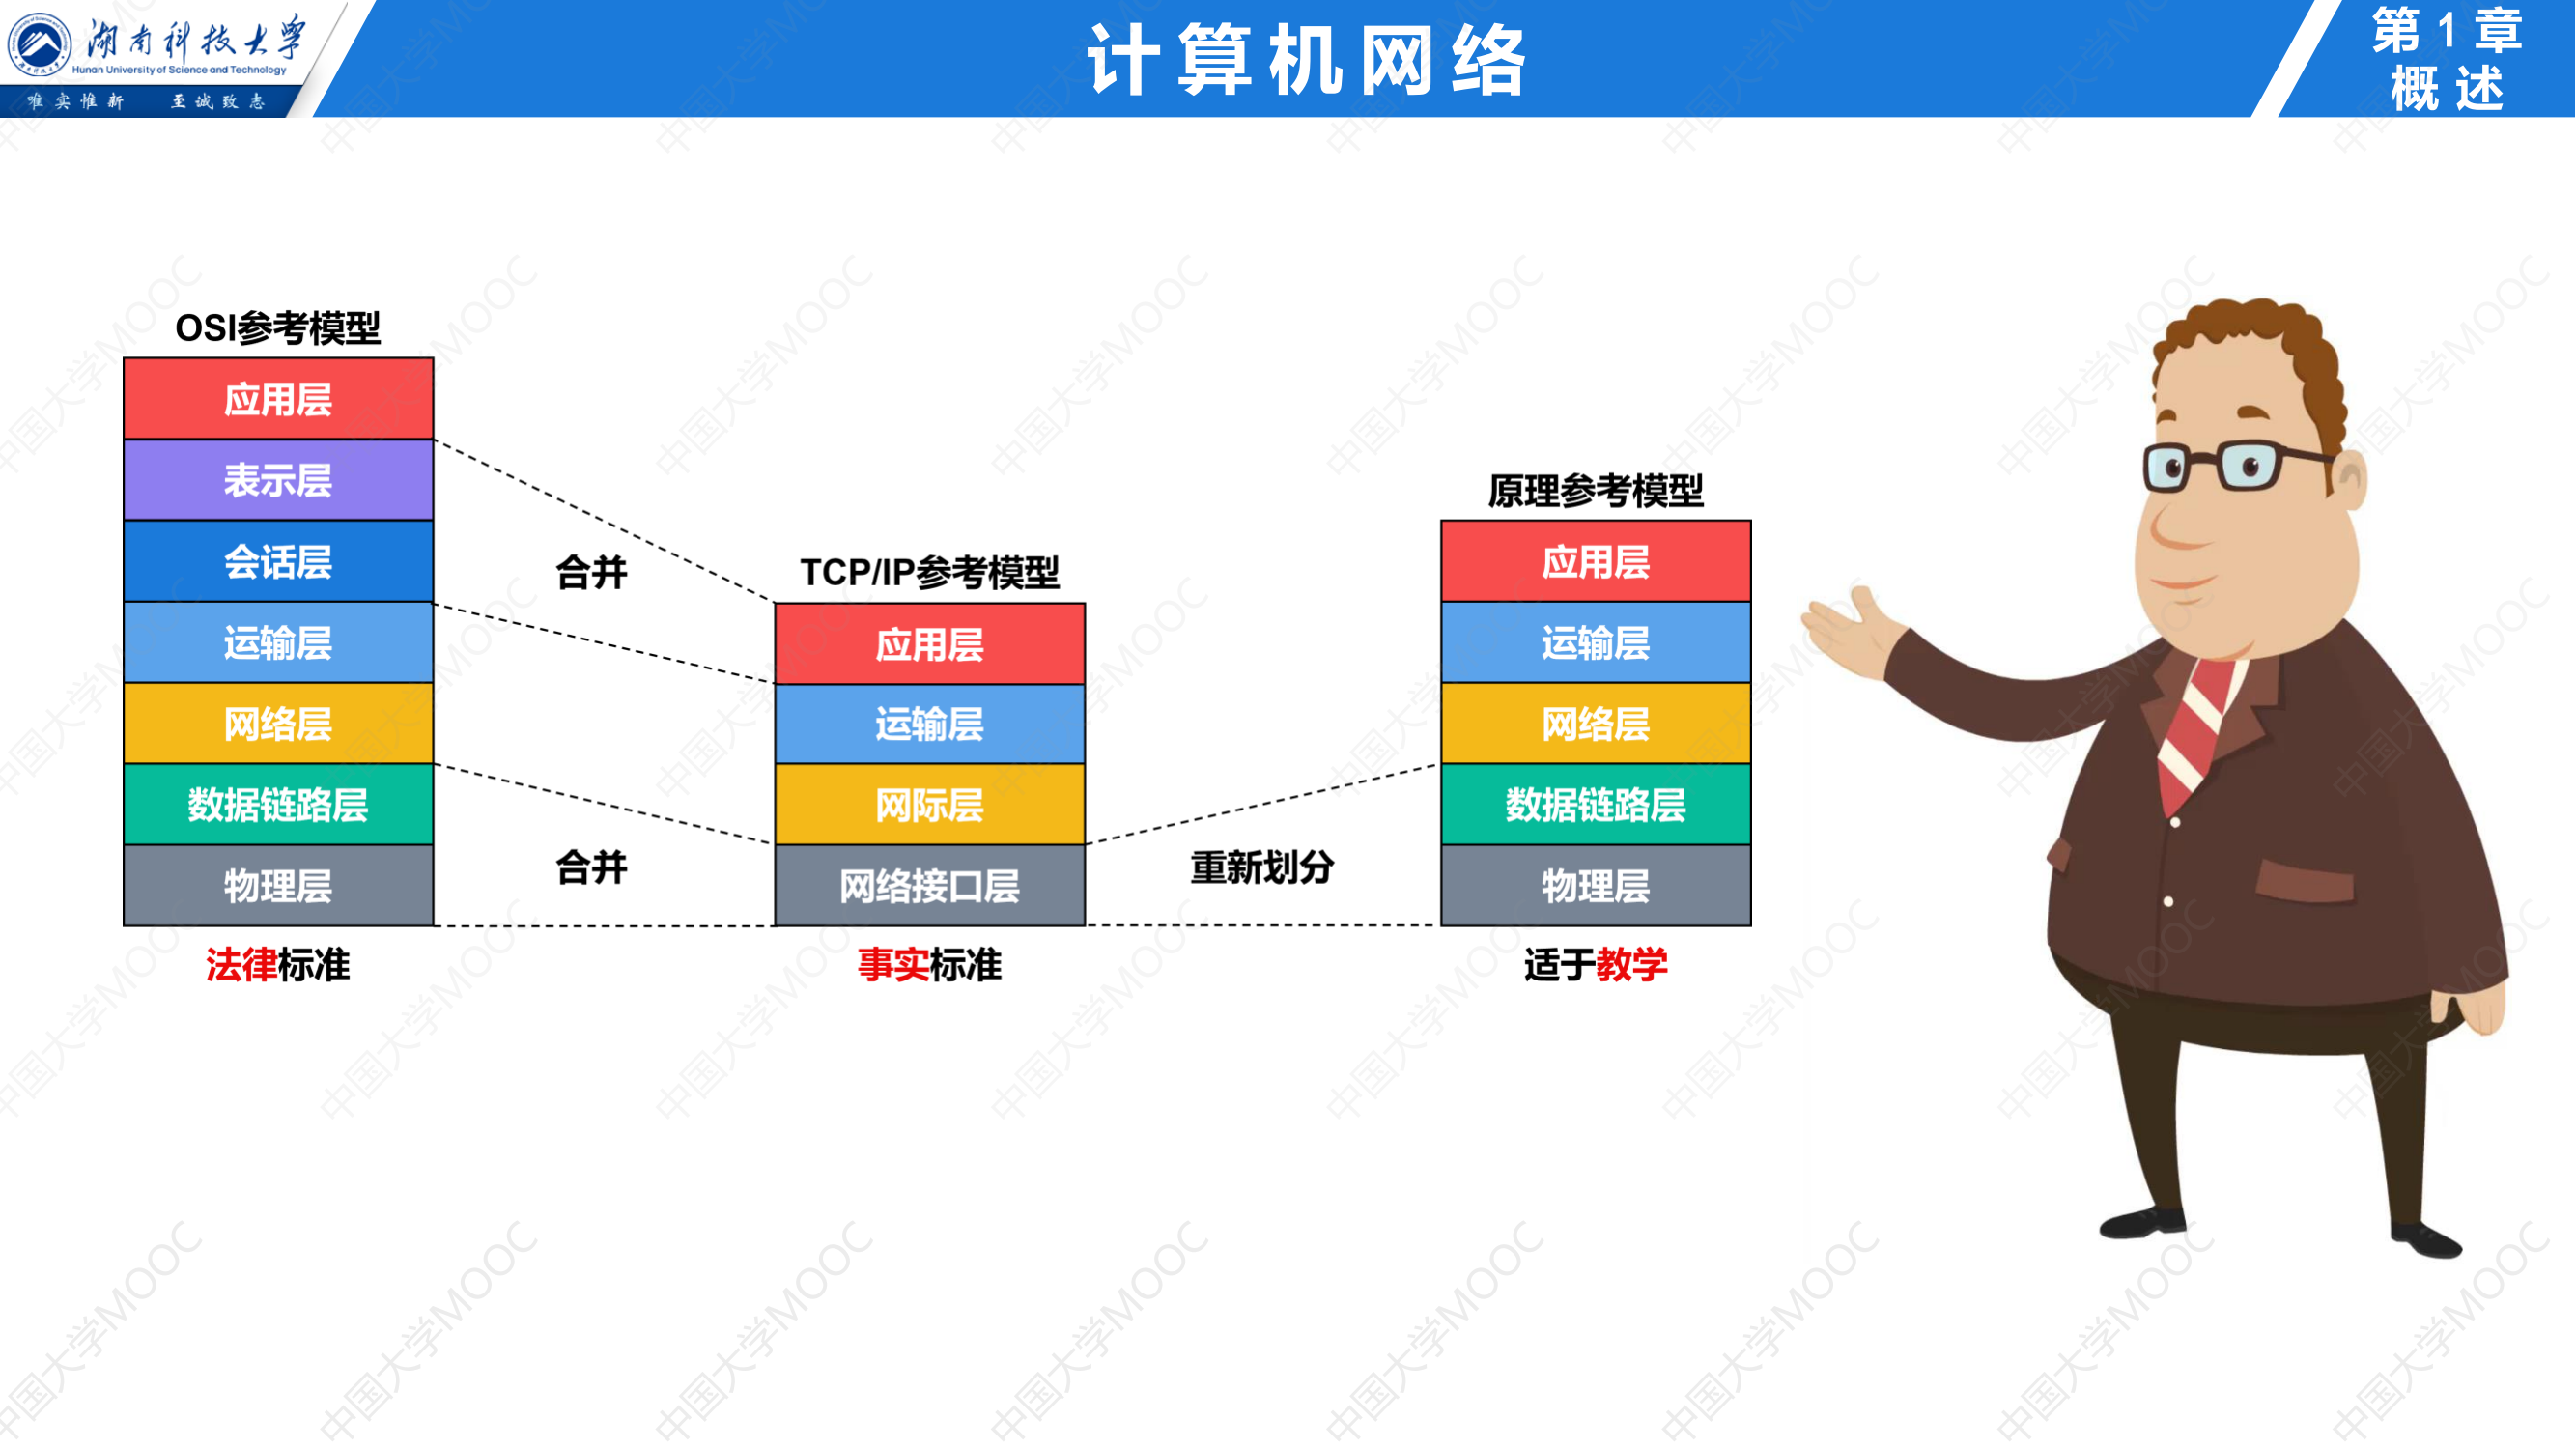 湖南科技大学
Hunan University of Science and Technology
唯实惟新 至诚致志
计算机网络
第1章
概述
OSI参考模型
应用层
表示层
会话层
运输层
网络层
数据链路层
物理层
法律标准
合并
合并
TCP/IP参考模型
应用层
运输层
网际层
网络接口层
事实标准
重新划分
原理参考模型
应用层
运输层
网络层
数据链路层
物理层
适于教学
中国大学MOOC